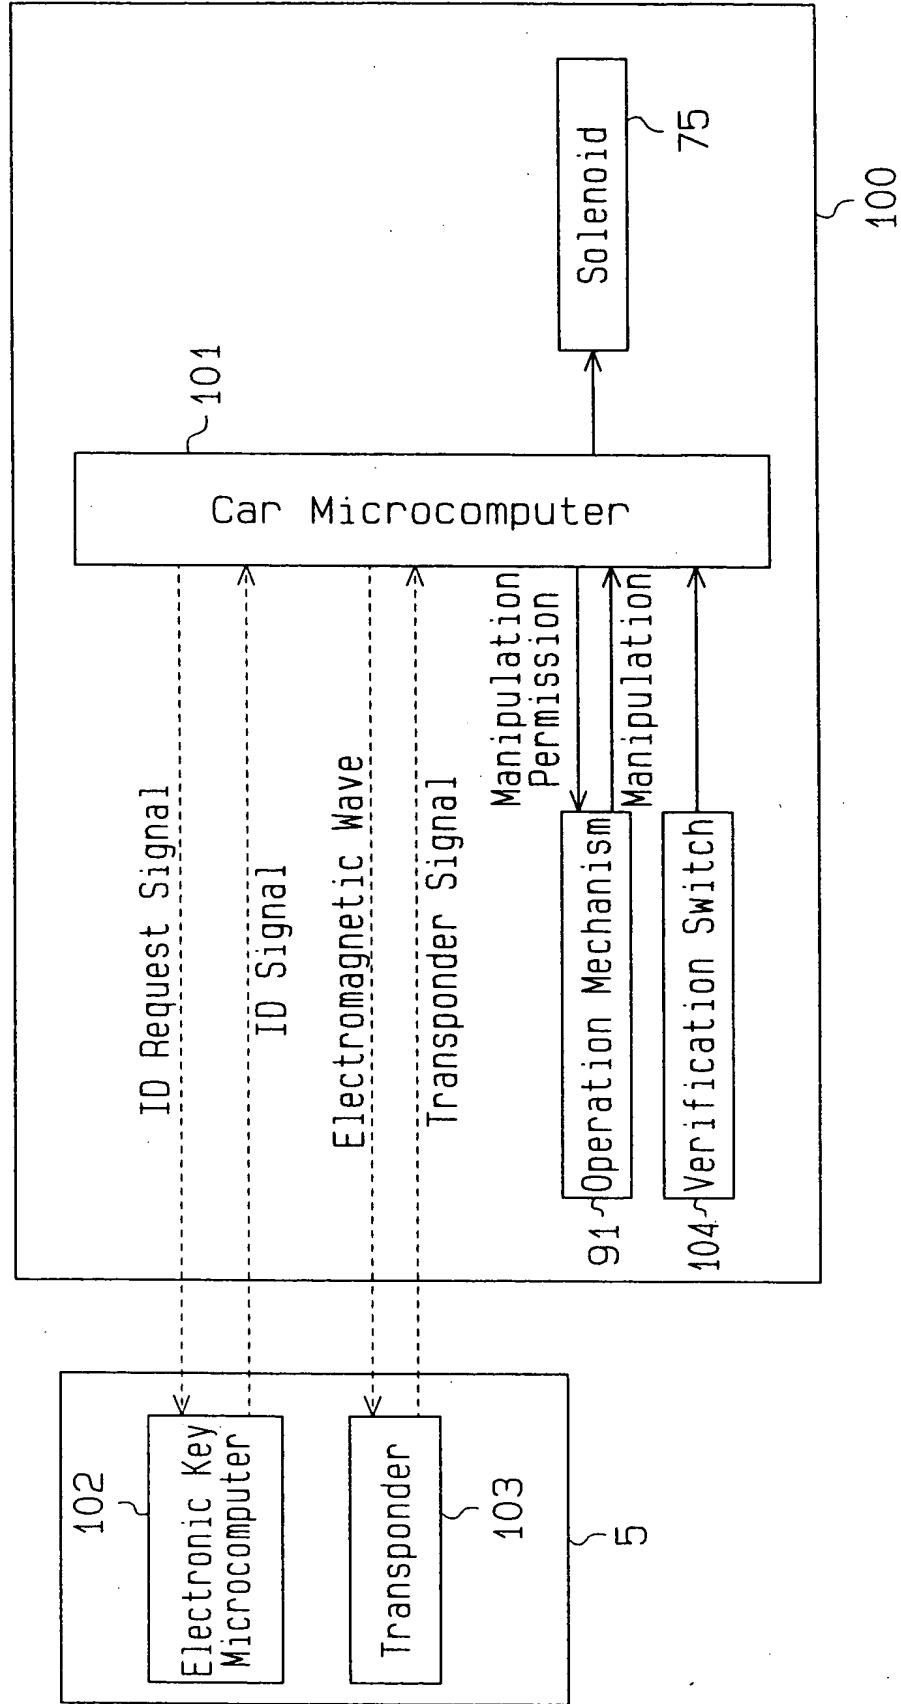 102
Electronic Key
Microcomputer
Transponder
103
5
ID Request Signal
ID Signal
Electromagnetic Wave
Transponder Signal
Manipulation
Permission
Manipulation
91
Operation Mechanism
104
Verification Switch
101
Car Microcomputer
Solenoid
75
100